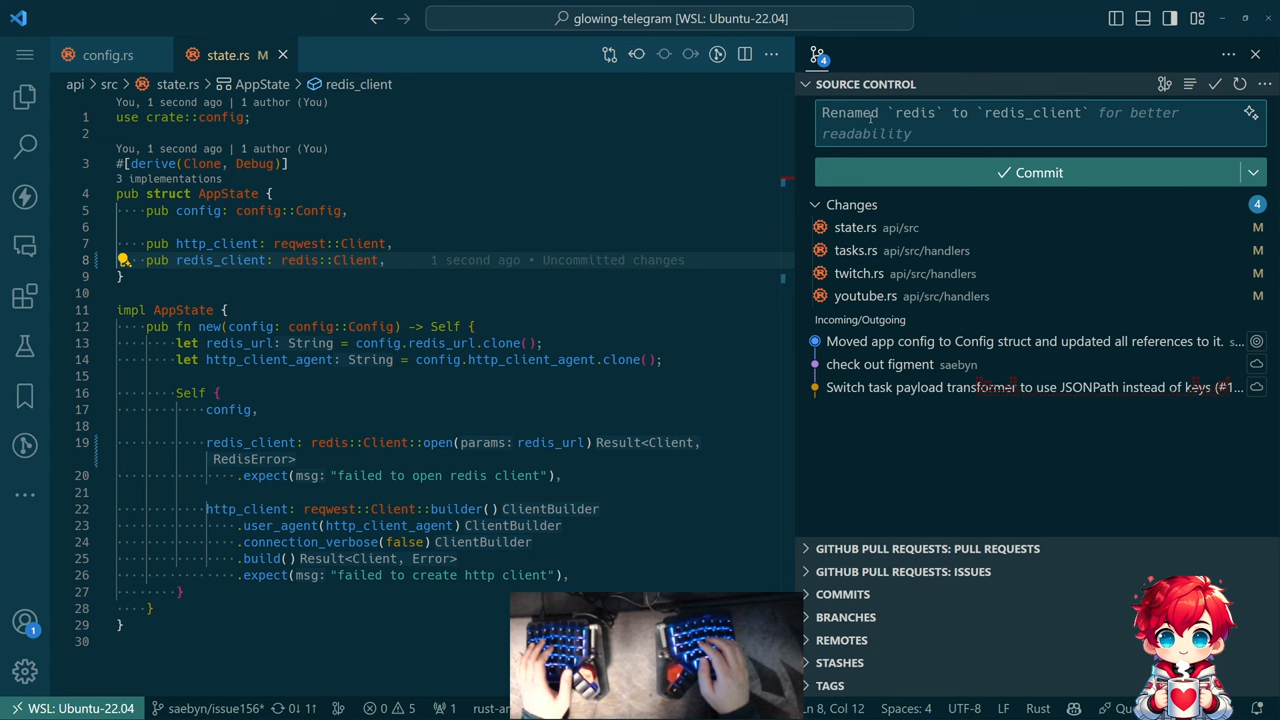 glowing-telegram [WSL: Ubuntu-22.04]
config.rs
state.rs M
4
api > src > state.rs > AppState > redis_client
SOURCE CONTROL
You, 1 second ago | 1 author (You)
1 use crate::config;
2
You, 1 second ago | 1 author (You)
3 #[derive(Clone, Debug)]
3 implementations
4 pub struct AppState {
5 pub config: config::Config,
6
7 pub http_client: reqwest::Client,
8 pub redis_client: redis::Client, 1 second ago • Uncommitted changes
9 }
10
11 impl AppState {
12 pub fn new(config: config::Config) -> Self {
13 let redis_url: String = config.redis_url.clone();
14 let http_client_agent: String = config.http_client_agent.clone();
15
16 Self {
17 config,
18
19 redis_client: redis::Client::open(params: redis_url) Result<Client,
RedisError>
20 .expect(msg: "failed to open redis client"),
21
22 http_client: reqwest::Client::builder() ClientBuilder
23 .user_agent(http_client_agent) ClientBuilder
24 .connection_verbose(false) ClientBuilder
25 .build() Result<Client, Error>
26 .expect(msg: "failed to create http client"),
27 }
28 }
29 }
30
Renamed `redis` to `redis_client` for better
readability
Commit
Changes 4
state.rs api/src M
tasks.rs api/src/handlers M
twitch.rs api/src/handlers M
youtube.rs api/src/handlers M
Incoming/Outgoing
Moved app config to Config struct and updated all references to it. s...
check out figment saebyn
Switch task payload transformer to use JSONPath instead of keys (#1...
GITHUB PULL REQUESTS: PULL REQUESTS
GITHUB PULL REQUESTS: ISSUES
COMMITS
BRANCHES
REMOTES
STASHES
TAGS
1
WSL: Ubuntu-22.04 saebyn/issue156* 0↓ 1↑ 0 5 1 rust-an
Ln 8, Col 12 Spaces: 4 UTF-8 LF Rust